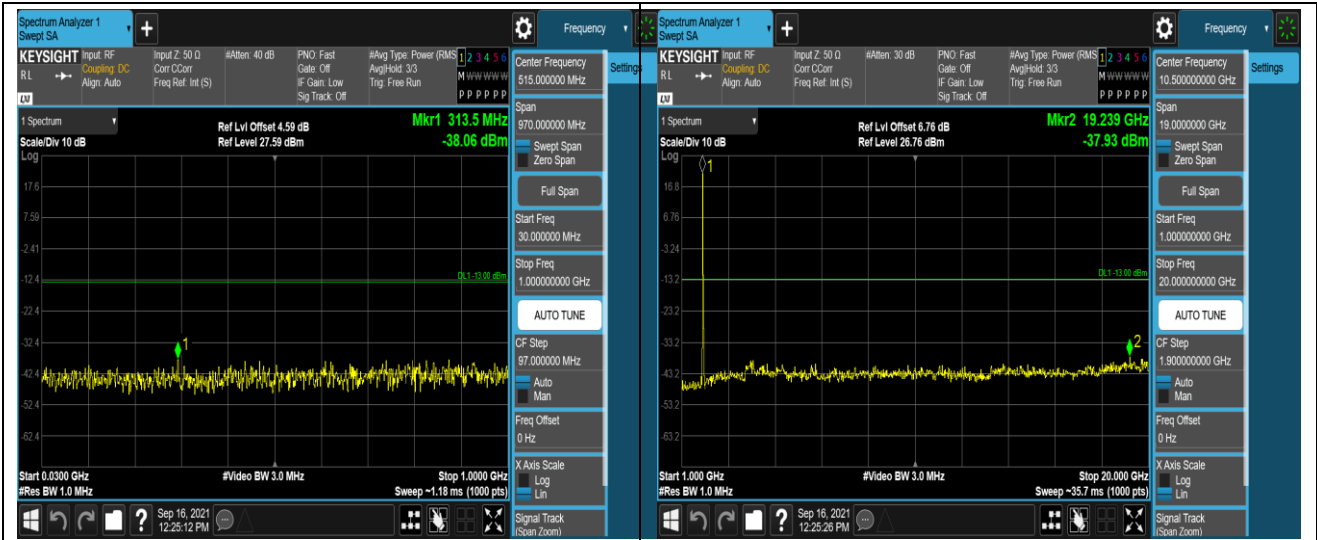 Spectrum Analyzer 1
Swept SA
+
Frequency
KEYSIGHT
RL
LXI
Input: RF
Coupling: DC
Align: Auto
Input Z: 50 Ω
Corr CCorr
Freq Ref: Int (S)
#Atten: 40 dB
PNO: Fast
Gate: Off
IF Gain: Low
Sig Track: Off
#Avg Type: Power (RMS
Avg|Hold: 3/3
Trig: Free Run
1 2 3 4 5 6
M W W W W W
P P P P P P
Center Frequency
515.000000 MHz
Settings
1 Spectrum
Scale/Div 10 dB
Log
Ref Lvl Offset 4.59 dB
Ref Level 27.59 dBm
Mkr1 313.5 MHz
-38.06 dBm
17.6
7.59
-2.41
-12.4
-22.4
-32.4
-42.4
-52.4
-62.4
DL1 -13.00 dBm
1
Start 0.0300 GHz
#Res BW 1.0 MHz
#Video BW 3.0 MHz
Stop 1.0000 GHz
Sweep ~1.18 ms (1000 pts)
Span
970.000000 MHz
Swept Span
Zero Span
Full Span
Start Freq
30.000000 MHz
Stop Freq
1.000000000 GHz
AUTO TUNE
CF Step
97.000000 MHz
Auto
Man
Freq Offset
0 Hz
X Axis Scale
Log
Lin
Signal Track
(Span Zoom)
?
Sep 16, 2021
12:25:12 PM
Spectrum Analyzer 1
Swept SA
+
Frequency
KEYSIGHT
RL
LXI
Input: RF
Coupling: DC
Align: Auto
Input Z: 50 Ω
Corr CCorr
Freq Ref: Int (S)
#Atten: 30 dB
PNO: Fast
Gate: Off
IF Gain: Low
Sig Track: Off
#Avg Type: Power (RMS
Avg|Hold: 3/3
Trig: Free Run
1 2 3 4 5 6
M W W W W W
P P P P P P
Center Frequency
10.500000000 GHz
Settings
1 Spectrum
Scale/Div 10 dB
Log
Ref Lvl Offset 6.76 dB
Ref Level 26.76 dBm
Mkr2 19.239 GHz
-37.93 dBm
1
16.8
6.76
-3.24
-13.2
-23.2
-33.2
-43.2
-53.2
-63.2
DL1 -13.00 dBm
2
Start 1.000 GHz
#Res BW 1.0 MHz
#Video BW 3.0 MHz
Stop 20.000 GHz
Sweep ~35.7 ms (1000 pts)
Span
19.0000000 GHz
Swept Span
Zero Span
Full Span
Start Freq
1.000000000 GHz
Stop Freq
20.000000000 GHz
AUTO TUNE
CF Step
1.900000000 GHz
Auto
Man
Freq Offset
0 Hz
X Axis Scale
Log
Lin
Signal Track
(Span Zoom)
?
Sep 16, 2021
12:25:26 PM